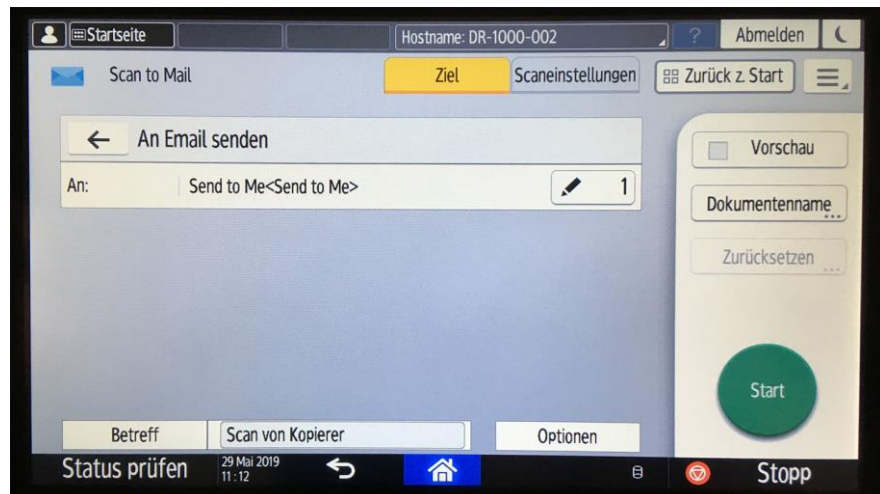 Startseite
Hostname: DR-1000-002
?
Abmelden
Scan to Mail
Ziel
Scaneinstellungen
Zurück z. Start
An Email senden
An:
Send to Me<Send to Me>
1
Vorschau
Dokumentenname
Zurücksetzen
Start
Betreff
Scan von Kopierer
Optionen
Status prüfen
29 Mai 2019
11:12
Stopp